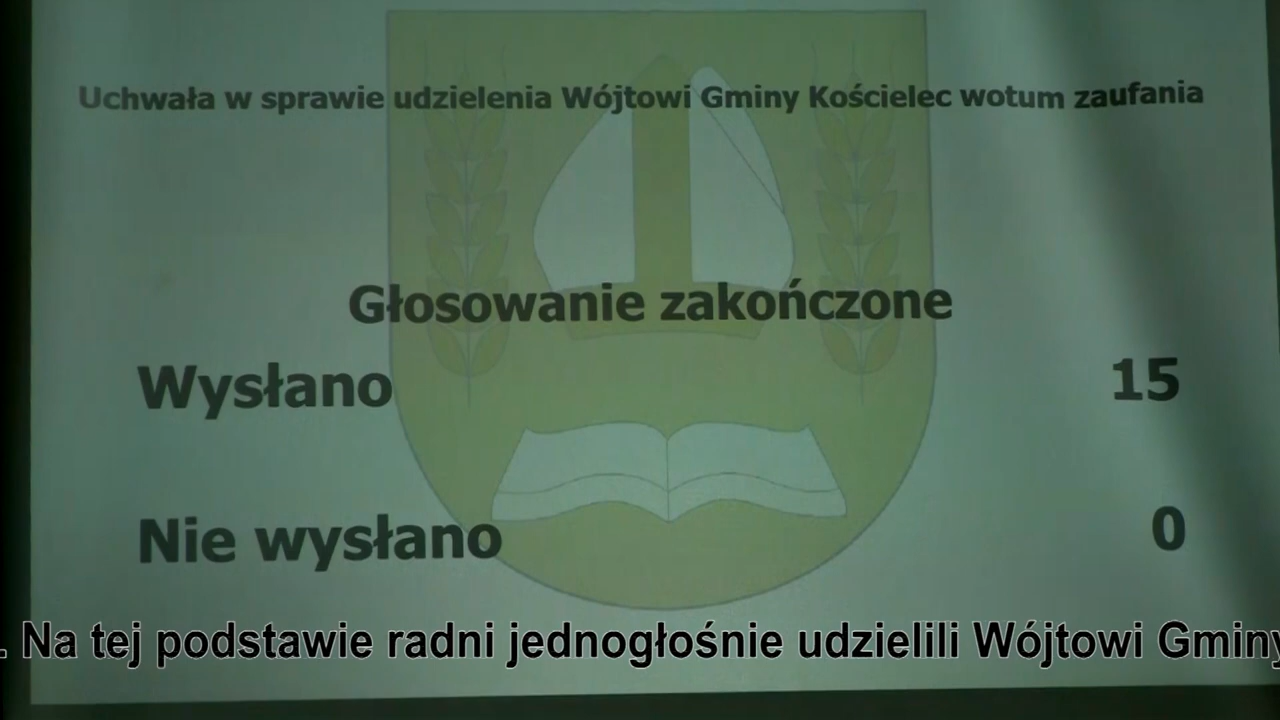 Uchwała w sprawie udzielenia Wójtowi Gminy Kościelec wotum zaufania
Głosowanie zakończone
Wysłano 15
Nie wysłano 0
. Na tej podstawie radni jednogłośnie udzielili Wójtowi Gminy